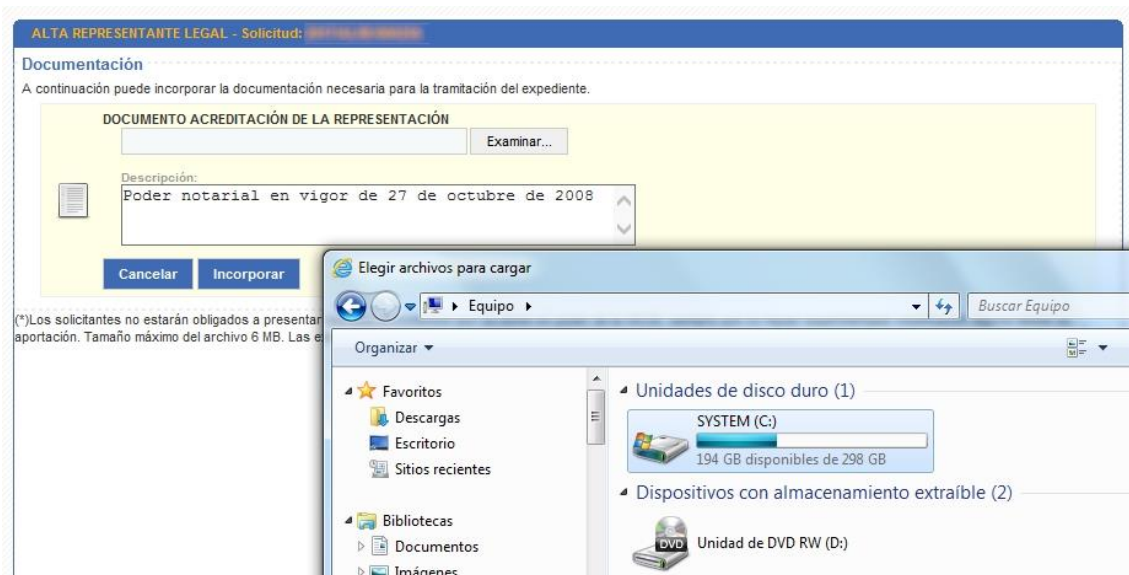 ALTA REPRESENTANTE LEGAL - Solicitud:
Documentación
A continuación puede incorporar la documentación necesaria para la tramitación del expediente.
DOCUMENTO ACREDITACIÓN DE LA REPRESENTACIÓN
Examinar...
Descripción:
Poder notarial en vigor de 27 de octubre de 2008
Cancelar Incorporar
(*)Los solicitantes no estarán obligados a presentar
aportación. Tamaño máximo del archivo 6 MB. Las
Elegir archivos para cargar
Equipo
Buscar Equipo
Organizar
Favoritos
Descargas
Escritorio
Sitios recientes
Bibliotecas
Documentos
Imágenes
Unidades de disco duro (1)
SYSTEM (C:)
194 GB disponibles de 298 GB
Dispositivos con almacenamiento extraíble (2)
DVD
Unidad de DVD RW (D:)